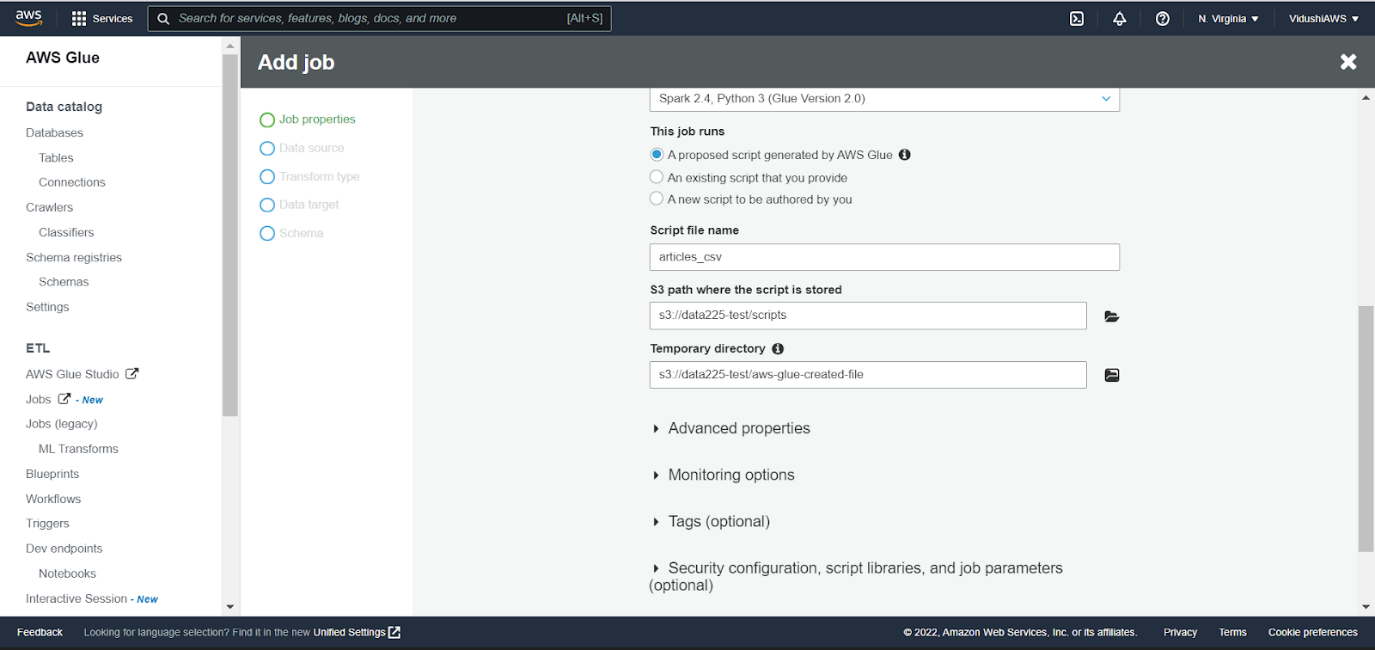 aws
Services
Search for services, features, blogs, docs, and more [Alt+S]
N. Virginia
VidushiAWS
AWS Glue
Data catalog
Databases
Tables
Connections
Crawlers
Classifiers
Schema registries
Schemas
Settings
ETL
AWS Glue Studio
Jobs - New
Jobs (legacy)
ML Transforms
Blueprints
Workflows
Triggers
Dev endpoints
Notebooks
Interactive Session - New
Add job
Job properties
Data source
Transform type
Data target
Schema
Spark 2.4, Python 3 (Glue Version 2.0)
This job runs
A proposed script generated by AWS Glue
An existing script that you provide
A new script to be authored by you
Script file name
articles_csv
S3 path where the script is stored
s3://data225-test/scripts
Temporary directory
s3://data225-test/aws-glue-created-file
Advanced properties
Monitoring options
Tags (optional)
Security configuration, script libraries, and job parameters
(optional)
Feedback
Looking for language selection? Find it in the new Unified Settings
© 2022, Amazon Web Services, Inc. or its affiliates.
Privacy
Terms
Cookie preferences